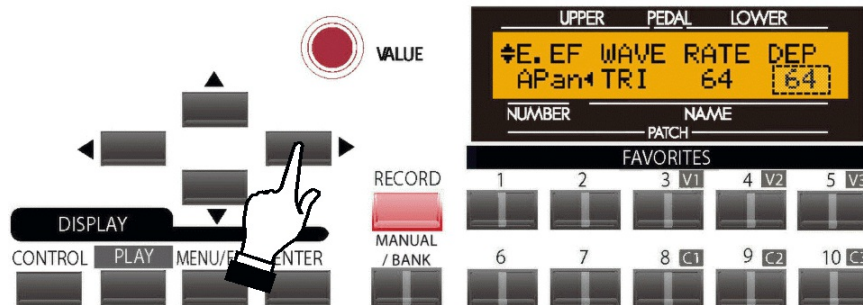 UPPER PEDAL LOWER
E.EF WAVE RATE DEP
APan TRI 64 64
NUMBER NAME
PATCH
VALUE
FAVORITES
RECORD
1 2 3 V1 4 V2 5 V3
DISPLAY
MANUAL
/ BANK
CONTROL PLAY MENU/ ENTER
6 7 8 C1 9 C2 10 C3